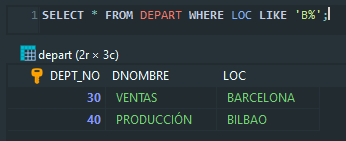 1 SELECT * FROM DEPART WHERE LOC LIKE 'B%';
depart (2r × 3c)
DEPT_NO DNOMBRE LOC
30 VENTAS BARCELONA
40 PRODUCCIÓN BILBAO